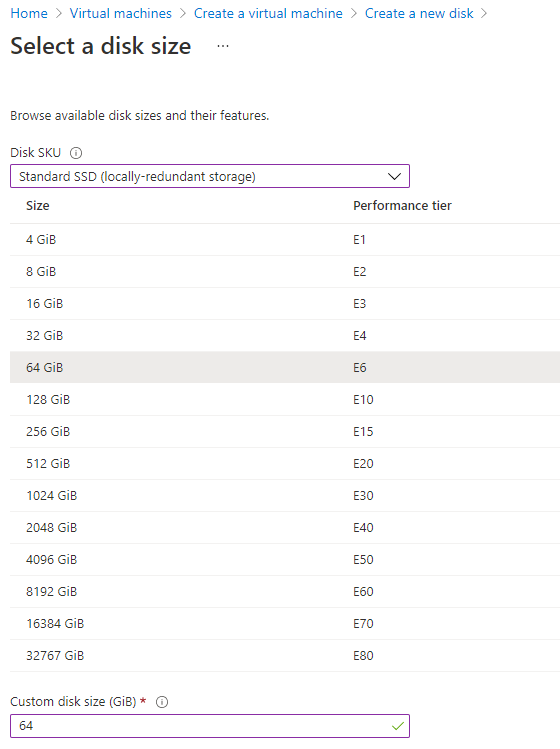 Home > Virtual machines > Create a virtual machine > Create a new disk >
Select a disk size ...
Browse available disk sizes and their features.
Disk SKU
Standard SSD (locally-redundant storage)
Size Performance tier
4 GiB E1
8 GiB E2
16 GiB E3
32 GiB E4
64 GiB E6
128 GiB E10
256 GiB E15
512 GiB E20
1024 GiB E30
2048 GiB E40
4096 GiB E50
8192 GiB E60
16384 GiB E70
32767 GiB E80
Custom disk size (GiB) *
64